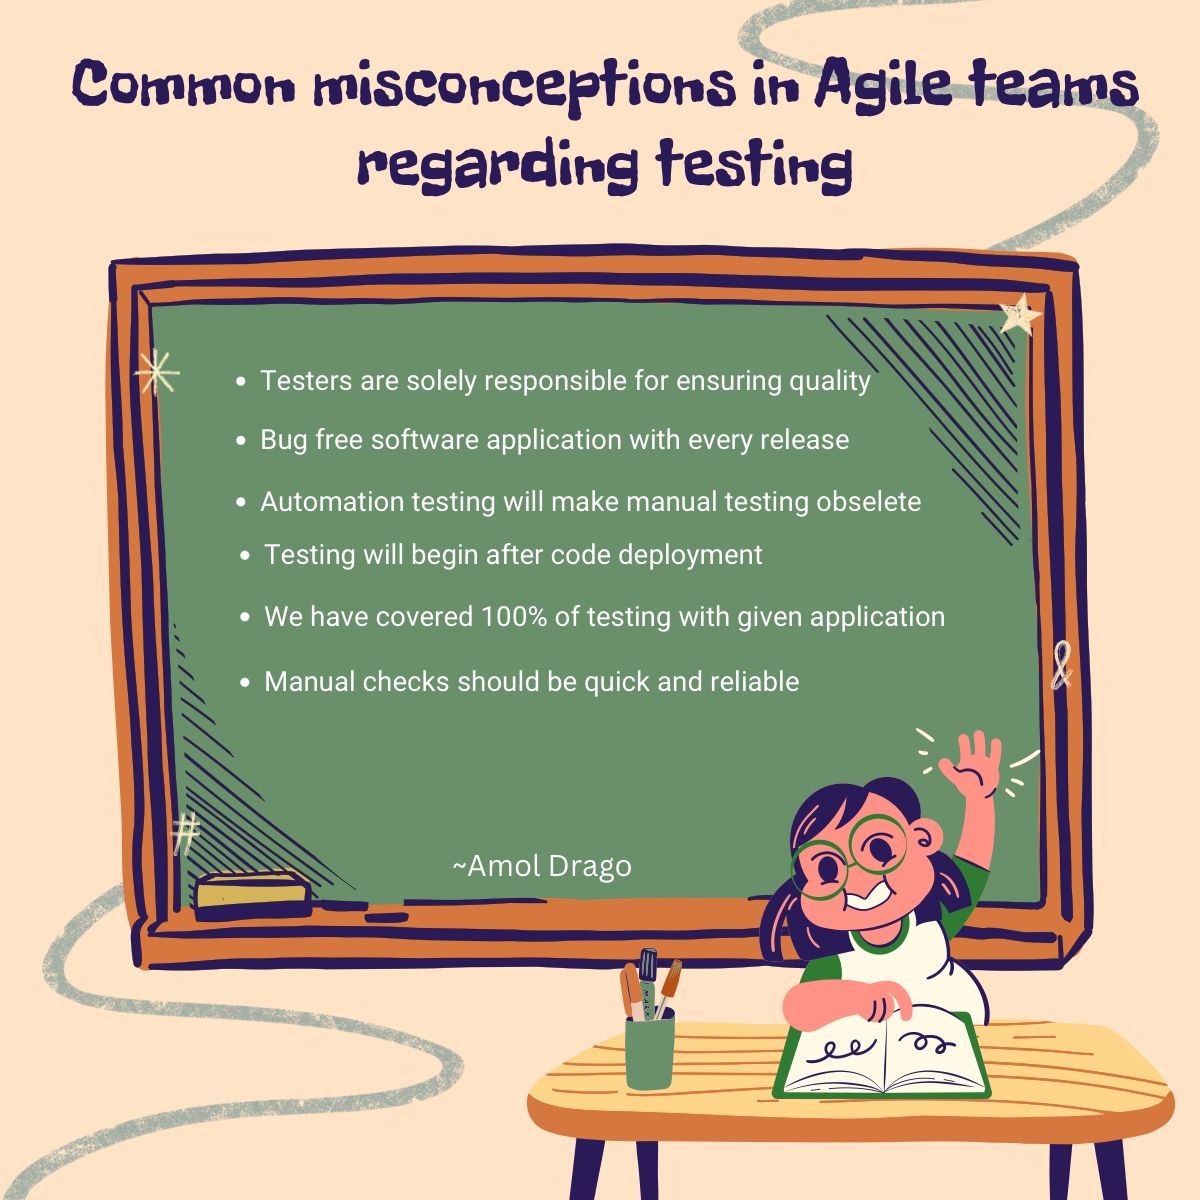 Common misconceptions in Agile teams
regarding testing
• Testers are solely responsible for ensuring quality
• Bug free software application with every release
• Automation testing will make manual testing obselete
• Testing will begin after code deployment
• We have covered 100% of testing with given application
• Manual checks should be quick and reliable
~Amol Drago